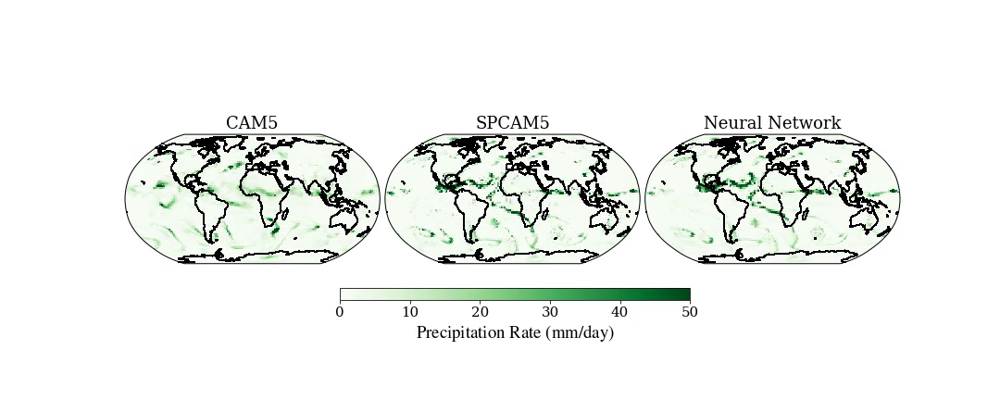 CAM5 SPCAM5 Neural Network
0 10 20 30 40 50
Precipitation Rate (mm/day)